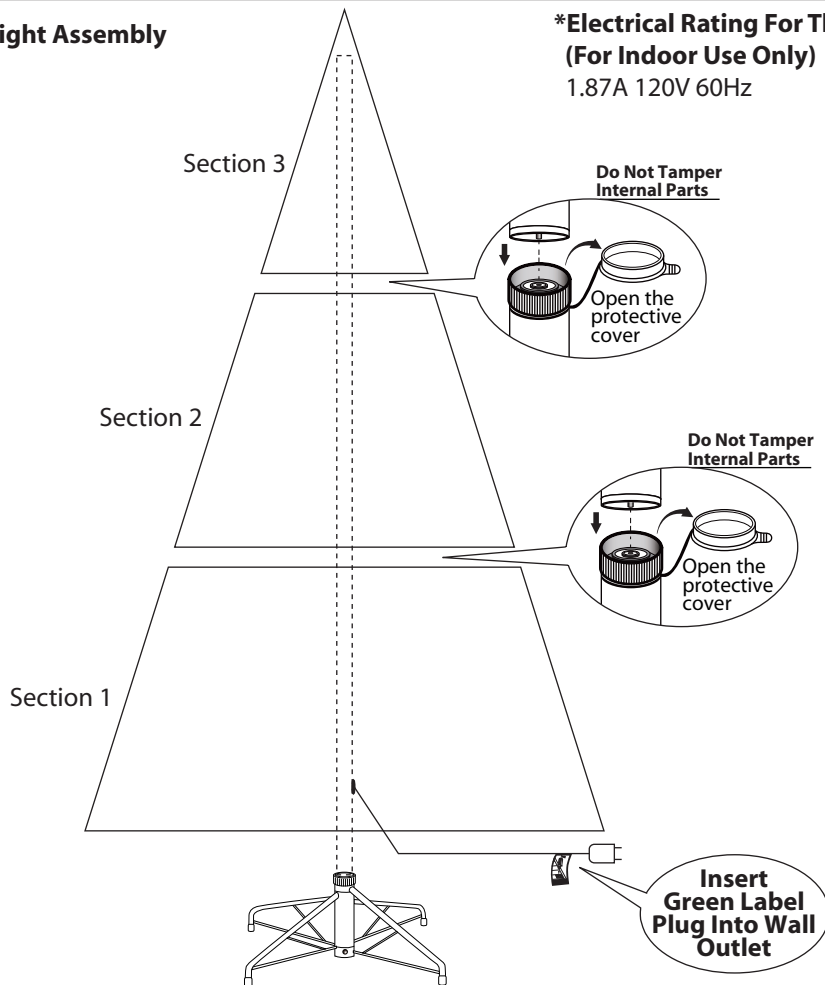 ight Assembly
*Electrical Rating For Th
(For Indoor Use Only)
1.87A 120V 60Hz
Section 3
Do Not Tamper
Internal Parts
Open the
protective
cover
Section 2
Do Not Tamper
Internal Parts
Open the
protective
cover
Section 1
Insert
Green Label
Plug Into Wall
Outlet